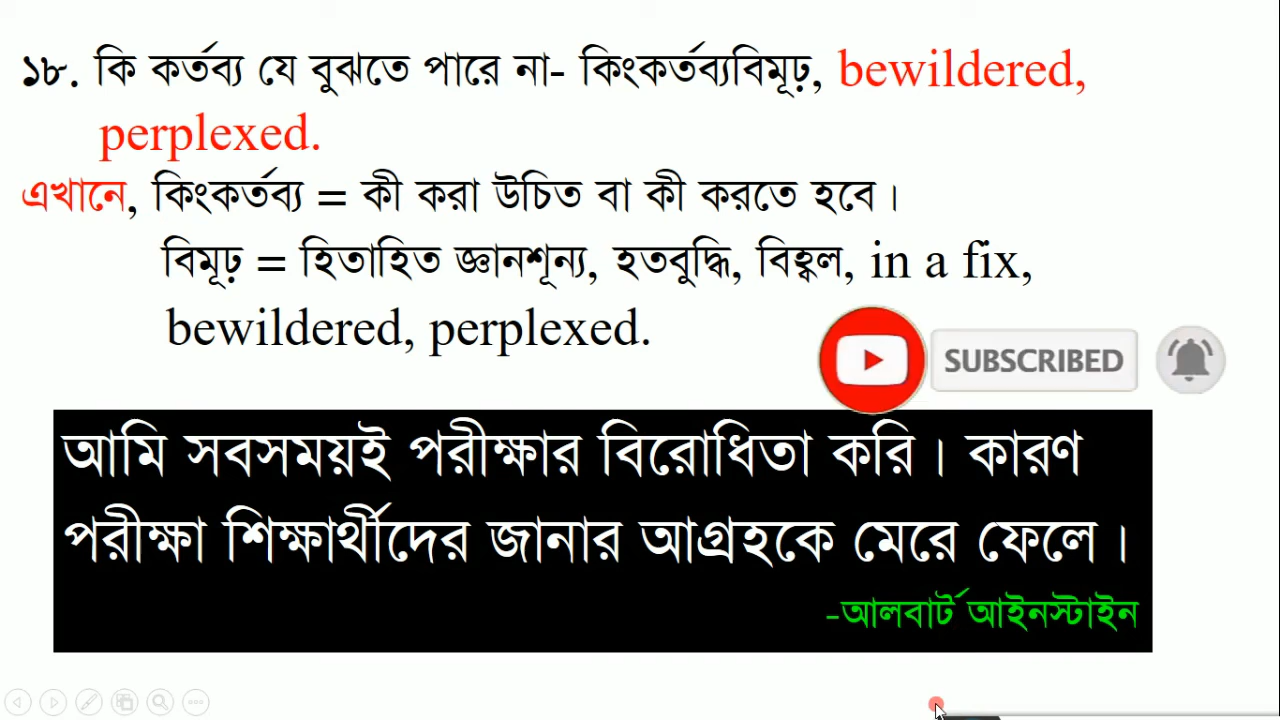 ১৮. কি কর্তব্য যে বুঝতে পারে না- কিংকর্তব্যবিমূঢ়, bewildered,
perplexed.
এখানে, কিংকর্তব্য = কী করা উচিত বা কী করতে হবে।
বিমূঢ় = হিতাহিত জ্ঞানশূন্য, হতবুদ্ধি, বিহ্বল, in a fix,
bewildered, perplexed.
SUBSCRIBED
আমি সবসময়ই পরীক্ষার বিরোধিতা করি। কারণ
পরীক্ষা শিক্ষার্থীদের জানার আগ্রহকে মেরে ফেলে।
-আলবার্ট আইনস্টাইন